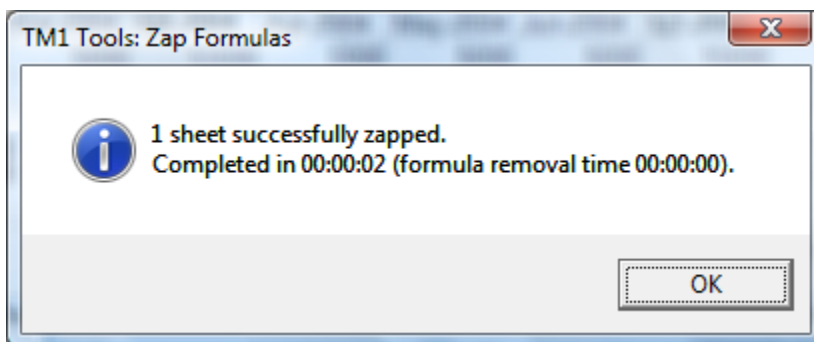 TM1 Tools: Zap Formulas
1 sheet successfully zapped.
Completed in 00:00:02 (formula removal time 00:00:00).
OK